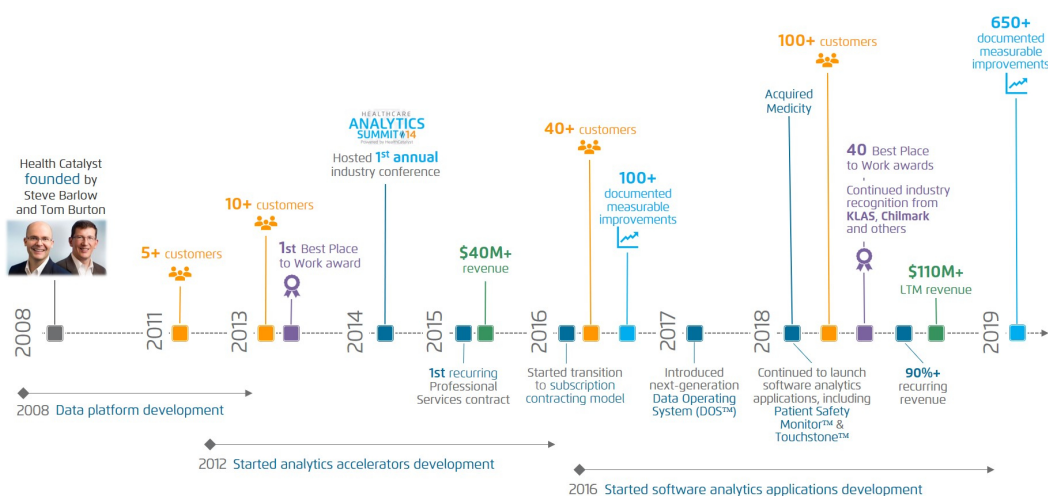 650+
documented
measurable
improvements
100+ customers
Acquired
Medicity
HEALTHCARE
ANALYTICS
SUMMIT 14
Powered by HealthCatalyst
Hosted 1st annual
industry conference
40+ customers
40 Best Place
to Work awards
Continued industry
recognition from
KLAS, Chilmark
and others
Health Catalyst
founded by
Steve Barlow
and Tom Burton
100+
documented
measurable
improvements
10+ customers
5+ customers
1st Best Place
to Work award
$40M+
revenue
$110M+
LTM revenue
2008
2011
2013
2014
2015
2016
2017
2018
2019
1st recurring
Professional
Services contract
Started transition
to subscription
contracting model
Introduced
next-generation
Data Operating
System (DOS™)
Continued to launch
software analytics
applications, including
Patient Safety
Monitor™ &
Touchstone™
90%+
recurring
revenue
2008 Data platform development
2012 Started analytics accelerators development
2016 Started software analytics applications development